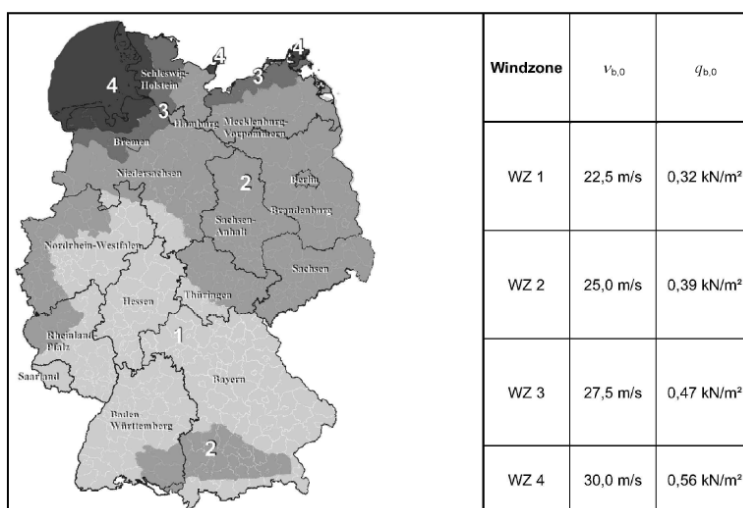 4
4
Schleswig-
Holstein
3
4
3
Hamburg
Mecklenburg-
Vorpommern
Bremen
Niedersachsen
2
Berlin
Brandenburg
Sachsen-
Anhalt
Nordrhein-Westfalen
Sachsen
Hessen
Thüringen
Rheinland-
Pfalz
1
Saarland
Bayern
Baden
Württemberg
2
Windzone vb,0 qb,0
WZ 1 22,5 m/s 0,32 kN/m²
WZ 2 25,0 m/s 0,39 kN/m²
WZ 3 27,5 m/s 0,47 kN/m²
WZ 4 30,0 m/s 0,56 kN/m²